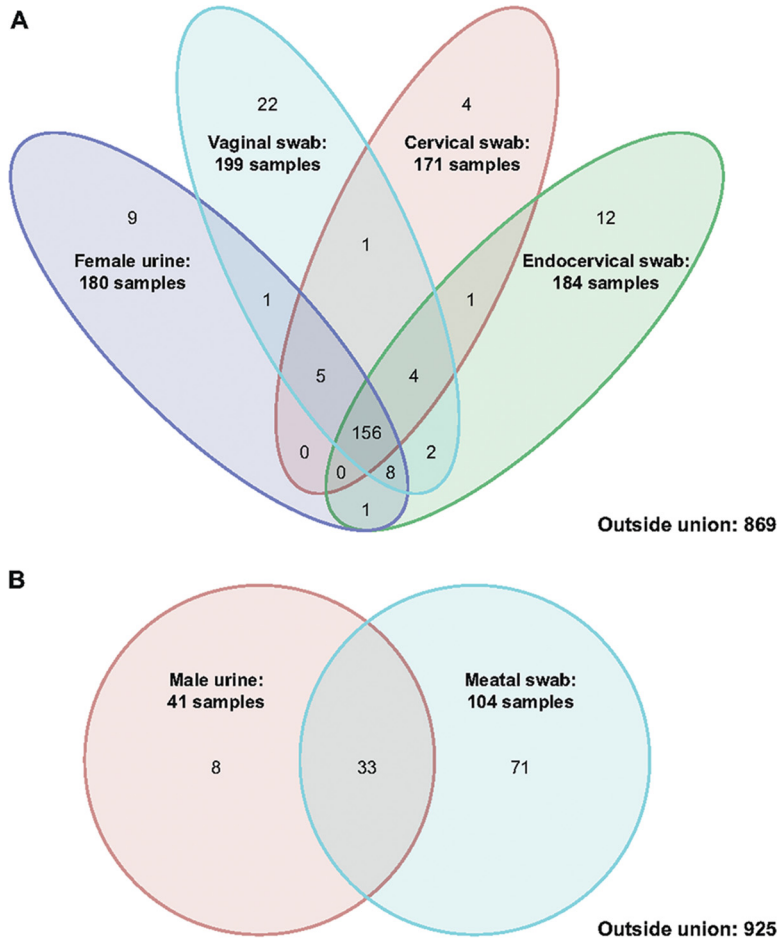 A
22
4
Vaginal swab:
199 samples
Cervical swab:
171 samples
9
12
Female urine:
180 samples
1
Endocervical swab:
184 samples
1
1
5
4
156
0
0
8
2
1
Outside union: 869
B
Male urine:
41 samples
Meatal swab:
104 samples
8
33
71
Outside union: 925